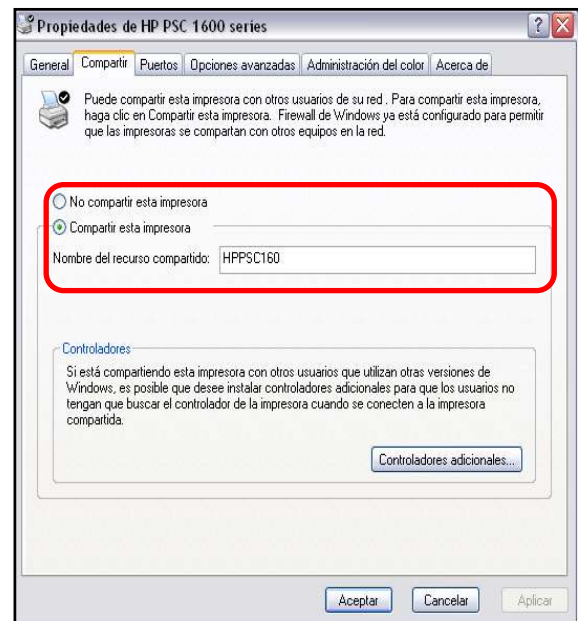 Propiedades de HP PSC 1600 series
General Compartir Puertos Opciones avanzadas Administración del color Acerca de
Puede compartir esta impresora con otros usuarios de su red . Para compartir esta impresora,
haga clic en Compartir esta impresora. Firewall de Windows ya está configurado para permitir
que las impresoras se compartan con otros equipos en la red.
No compartir esta impresora
Compartir esta impresora
Nombre del recurso compartido: HPPSC160
Controladores
Si está compartiendo esta impresora con otros usuarios que utilizan otras versiones de
Windows, es posible que desee instalar controladores adicionales para que los usuarios no
tengan que buscar el controlador de la impresora cuando se conecten a la impresora
compartida.
Controladores adicionales...
Aceptar Cancelar Aplicar